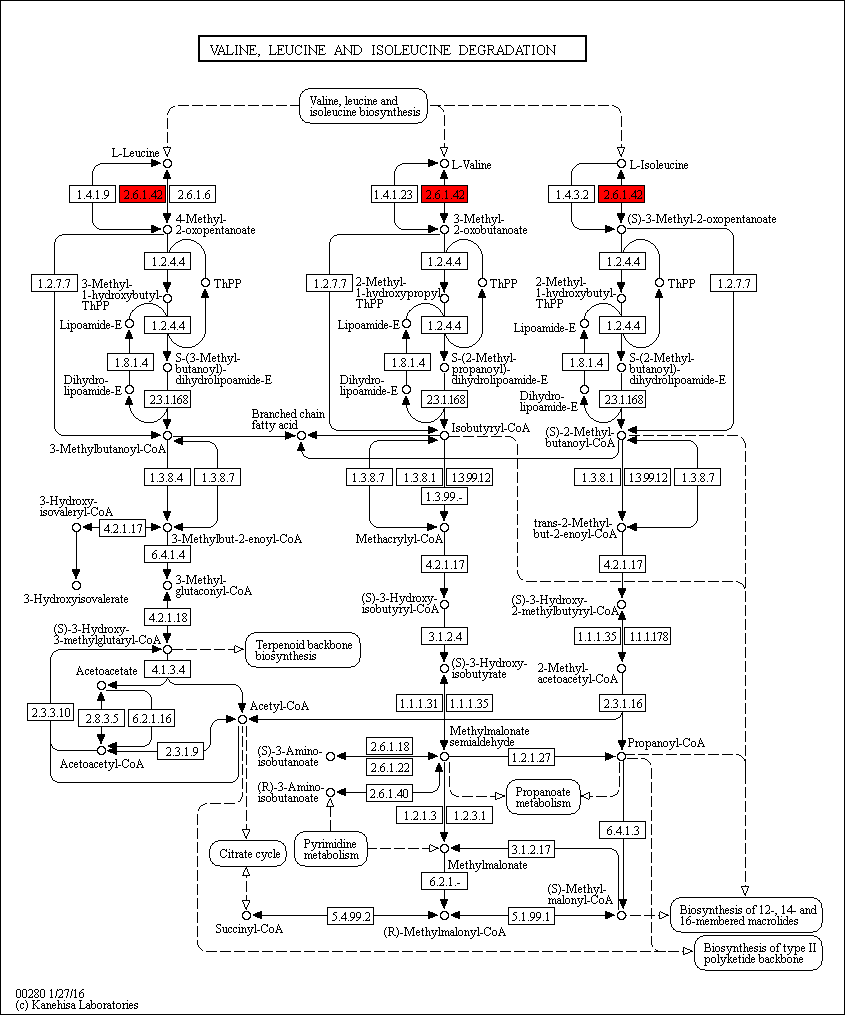 VALINE, LEUCINE AND ISOLEUCINE DEGRADATION
Valine, leucine and
isoleucine biosynthesis
L-Leucine
L-Valine
L-Isoleucine
1.4.1.9
2.6.1.42
2.6.1.6
1.4.1.23
2.6.1.42
1.4.3.2
2.6.1.42
4-Methyl-
2-oxopentanoate
3-Methyl-
2-oxobutanoate
(S)-3-Methyl-2-oxopentanoate
1.2.4.4
1.2.4.4
1.2.4.4
1.2.7.7
3-Methyl-
1-hydroxybutyl-
ThPP
ThPP
1.2.7.7
2-Methyl-
1-hydroxypropyl-
ThPP
ThPP
2-Methyl-
1-hydroxybutyl-
ThPP
ThPP
1.2.7.7
Lipoamide-E
1.2.4.4
Lipoamide-E
1.2.4.4
Lipoamide-E
1.2.4.4
1.8.1.4
S-(3-Methyl-
butanoyl)-
dihydrolipoamide-E
1.8.1.4
S-(2-Methyl-
propanoyl)-
dihydrolipoamide-E
1.8.1.4
S-(2-Methyl-
butanoyl)-
dihydrolipoamide-E
Dihydro-
lipoamide-E
Dihydro-
lipoamide-E
Dihydro-
lipoamide-E
2.3.1.168
2.3.1.168
2.3.1.168
Branched chain
fatty acid
3-Methylbutanoyl-CoA
Isobutyryl-CoA
(S)-2-Methyl-
butanoyl-CoA
1.3.8.4
1.3.8.7
1.3.8.7
1.3.8.1
1.3.99.12
1.3.99.-
1.3.8.1
1.3.99.12
1.3.8.7
3-Hydroxy-
isovaleryl-CoA
4.2.1.17
3-Methylbut-2-enoyl-CoA
Methacrylyl-CoA
trans-2-Methyl-
but-2-enoyl-CoA
6.4.1.4
4.2.1.17
4.2.1.17
3-Hydroxyisovalerate
3-Methyl-
glutaconyl-CoA
(S)-3-Hydroxy-
isobutyryl-CoA
(S)-3-Hydroxy-
2-methylbutyryl-CoA
4.2.1.18
(S)-3-Hydroxy-
3-methylglutaryl-CoA
Terpenoid backbone
biosynthesis
3.1.2.4
1.1.1.35
1.1.1.178
4.1.3.4
(S)-3-Hydroxy-
isobutyrate
2-Methyl-
acetoacetyl-CoA
Acetoacetate
2.3.3.10
2.8.3.5
6.2.1.16
Acetyl-CoA
1.1.1.31
1.1.1.35
2.3.1.16
Acetoacetyl-CoA
2.3.1.9
Methylmalonate
semialdehyde
Propanoyl-CoA
(S)-3-Amino-
isobutanoate
2.6.1.18
2.6.1.22
1.2.1.27
(R)-3-Amino-
isobutanoate
2.6.1.40
Propanoate
metabolism
1.2.1.3
1.2.3.1
6.4.1.3
Citrate cycle
Pyrimidine
metabolism
3.1.2.17
Methylmalonate
6.2.1.-
(S)-Methyl-
malonyl-CoA
Succinyl-CoA
5.4.99.2
(R)-Methylmalonyl-CoA
5.1.99.1
Biosynthesis of 12-, 14- and
16-membered macrolides
Biosynthesis of type II
polyketide backbone
00280 1/27/16
(c) Kanehisa Laboratories